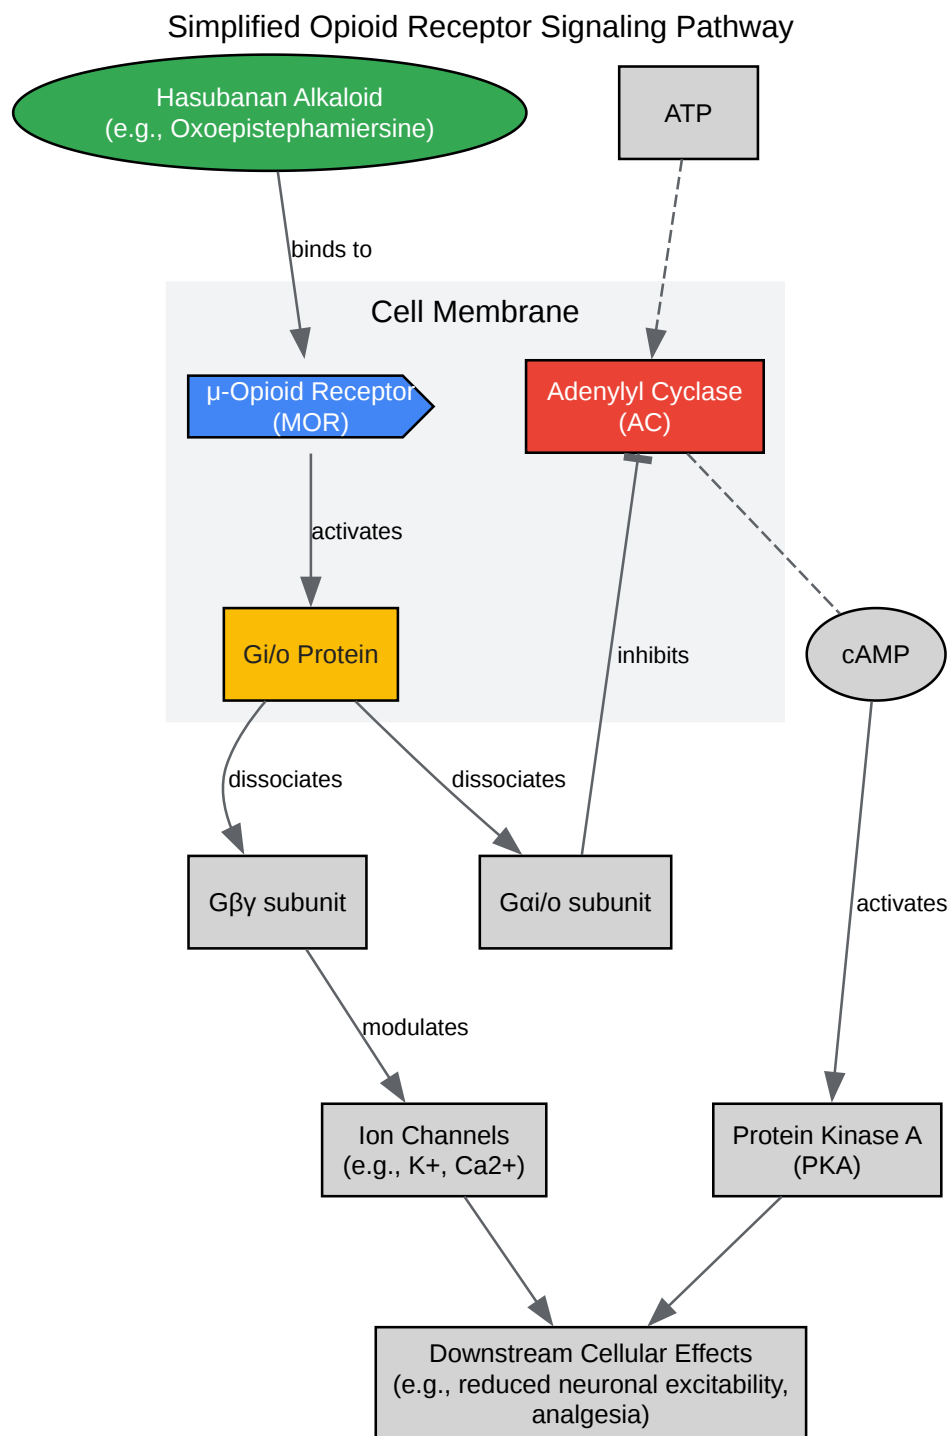 Simplified Opioid Receptor Signaling Pathway
Hasubanan Alkaloid
(e.g., Oxoepistephamiersine)
ATP
binds to
Cell Membrane
μ-Opioid Receptor
(MOR)
Adenylyl Cyclase
(AC)
activates
Gi/o Protein
inhibits
cAMP
dissociates
dissociates
Gβγ subunit
Gαi/o subunit
activates
modulates
Ion Channels
(e.g., K+, Ca2+)
Protein Kinase A
(PKA)
Downstream Cellular Effects
(e.g., reduced neuronal excitability,
analgesia)